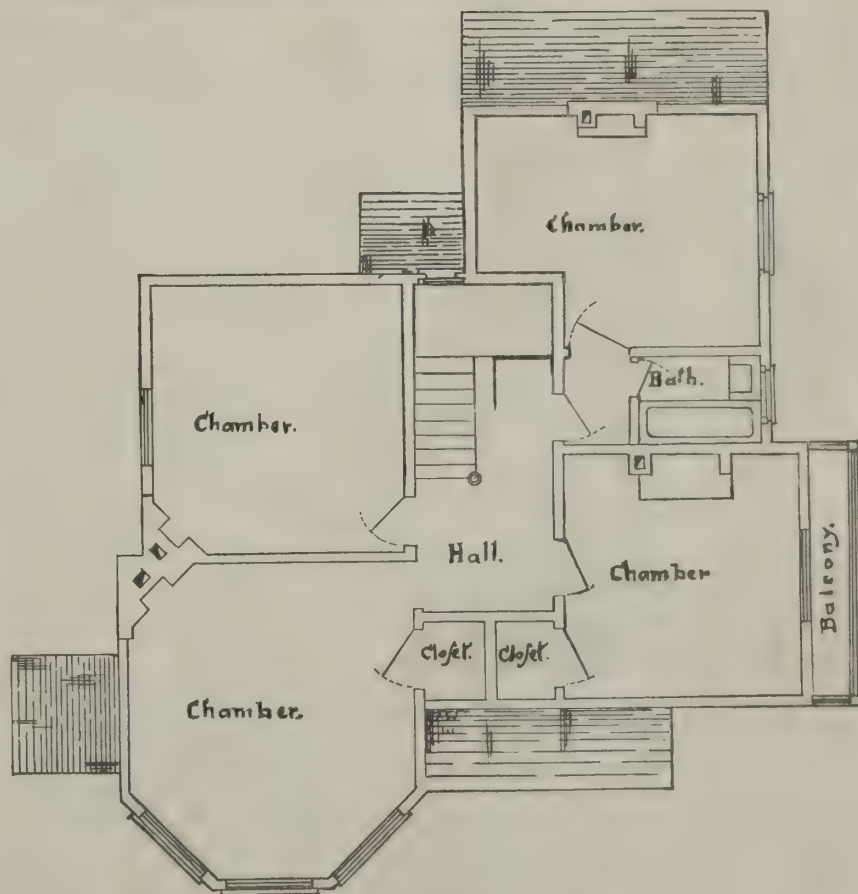 Chamber.
Chamber.
Bath.
Hall.
Chamber
Balcony.
Closet.
Closet.
Chamber.